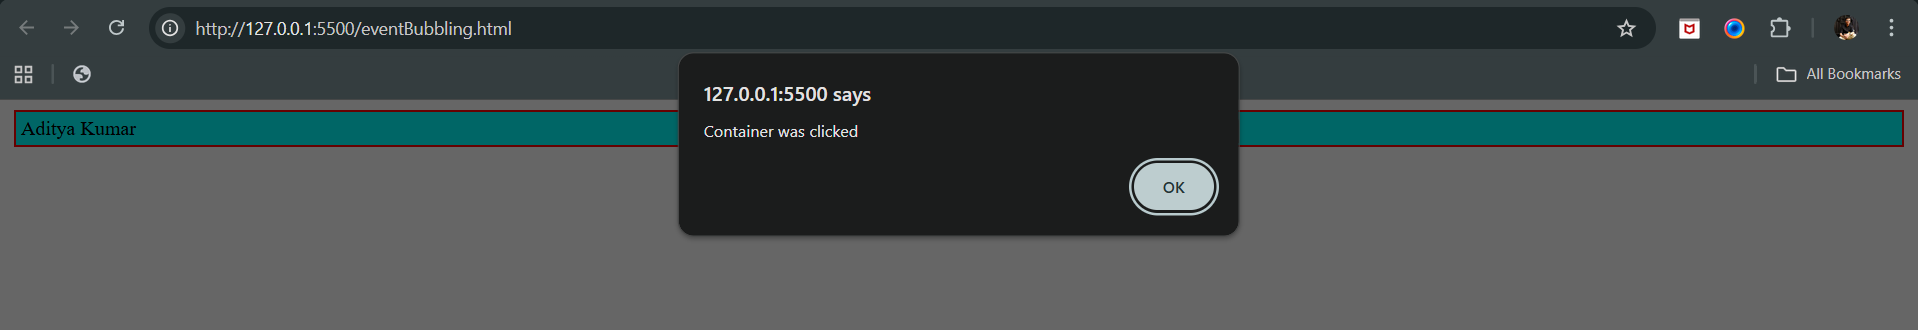 http://127.0.0.1:5500/eventBubbling.html
All Bookmarks
127.0.0.1:5500 says
Container was clicked
OK
Aditya Kumar